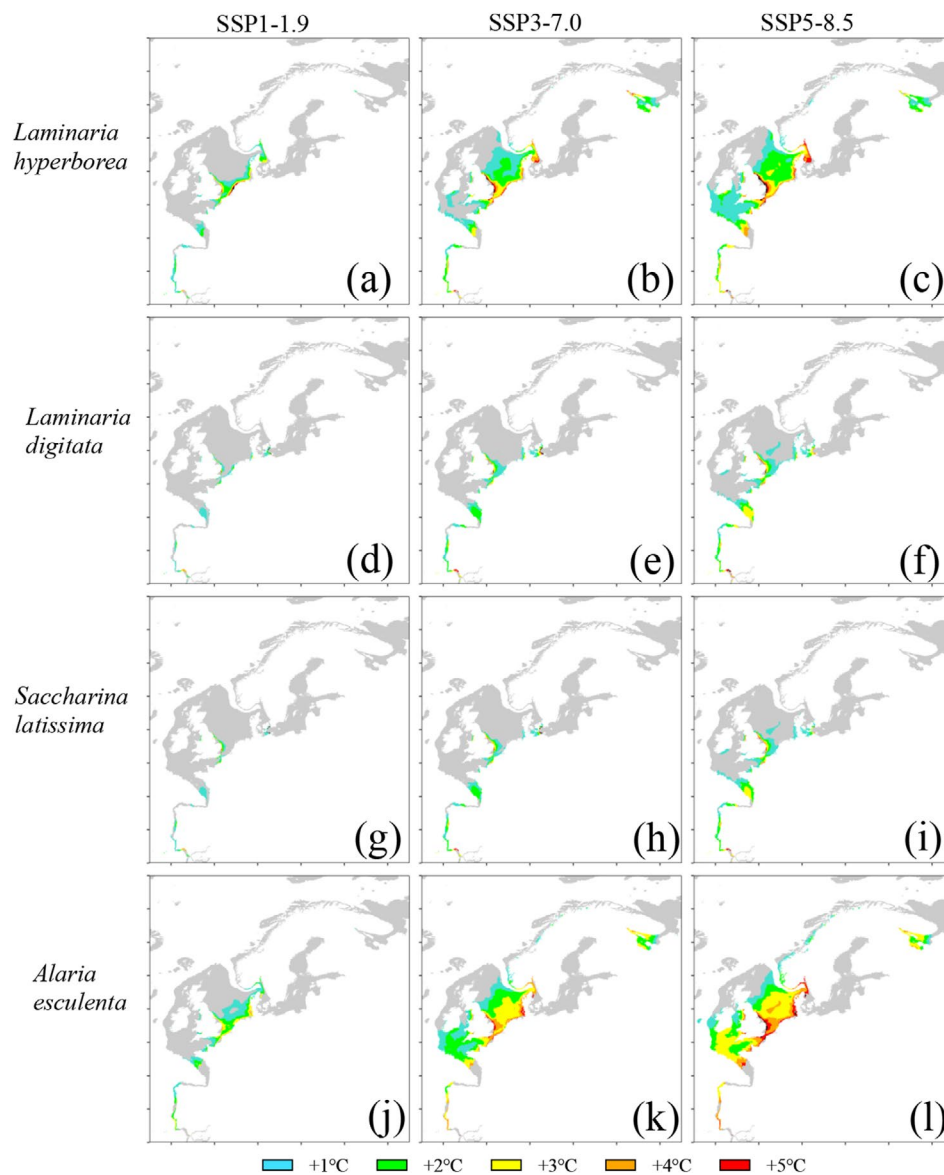 SSP1-1.9 SSP3-7.0 SSP5-8.5
Laminaria
hyperborea
(a) (b) (c)
Laminaria
digitata
(d) (e) (f)
Saccharina
latissima
(g) (h) (i)
Alaria
esculenta
(j) (k) (l)
+1°C +2°C +3°C +4°C +5°C